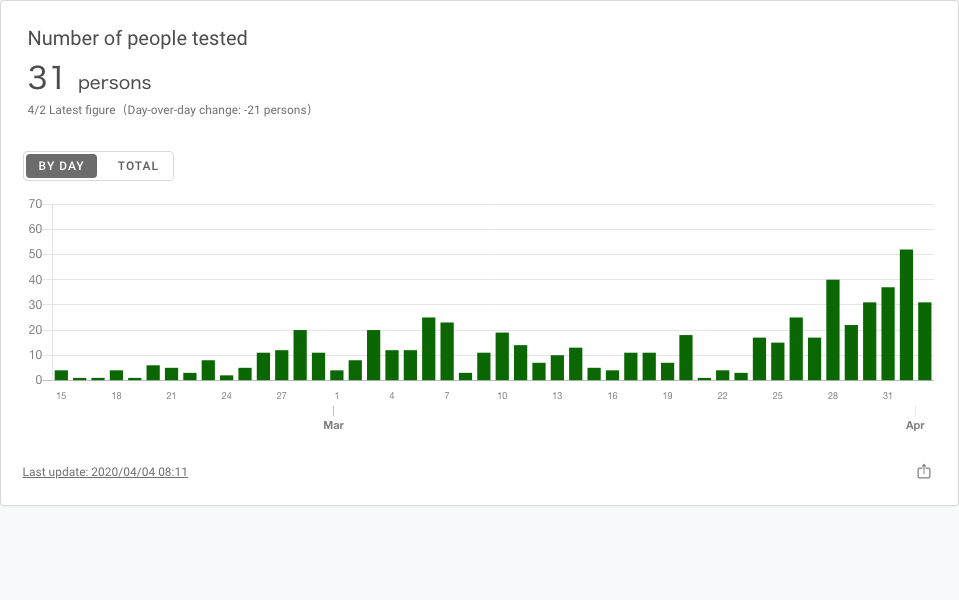 Number of people tested
31 persons
4/2 Latest figure（Day-over-day change: -21 persons）
BY DAY TOTAL
70
60
50
40
30
20
10
0
15 18 21 24 27 1 4 7 10 13 16 19 22 25 28 31
Mar Apr
Last update: 2020/04/04 08:11